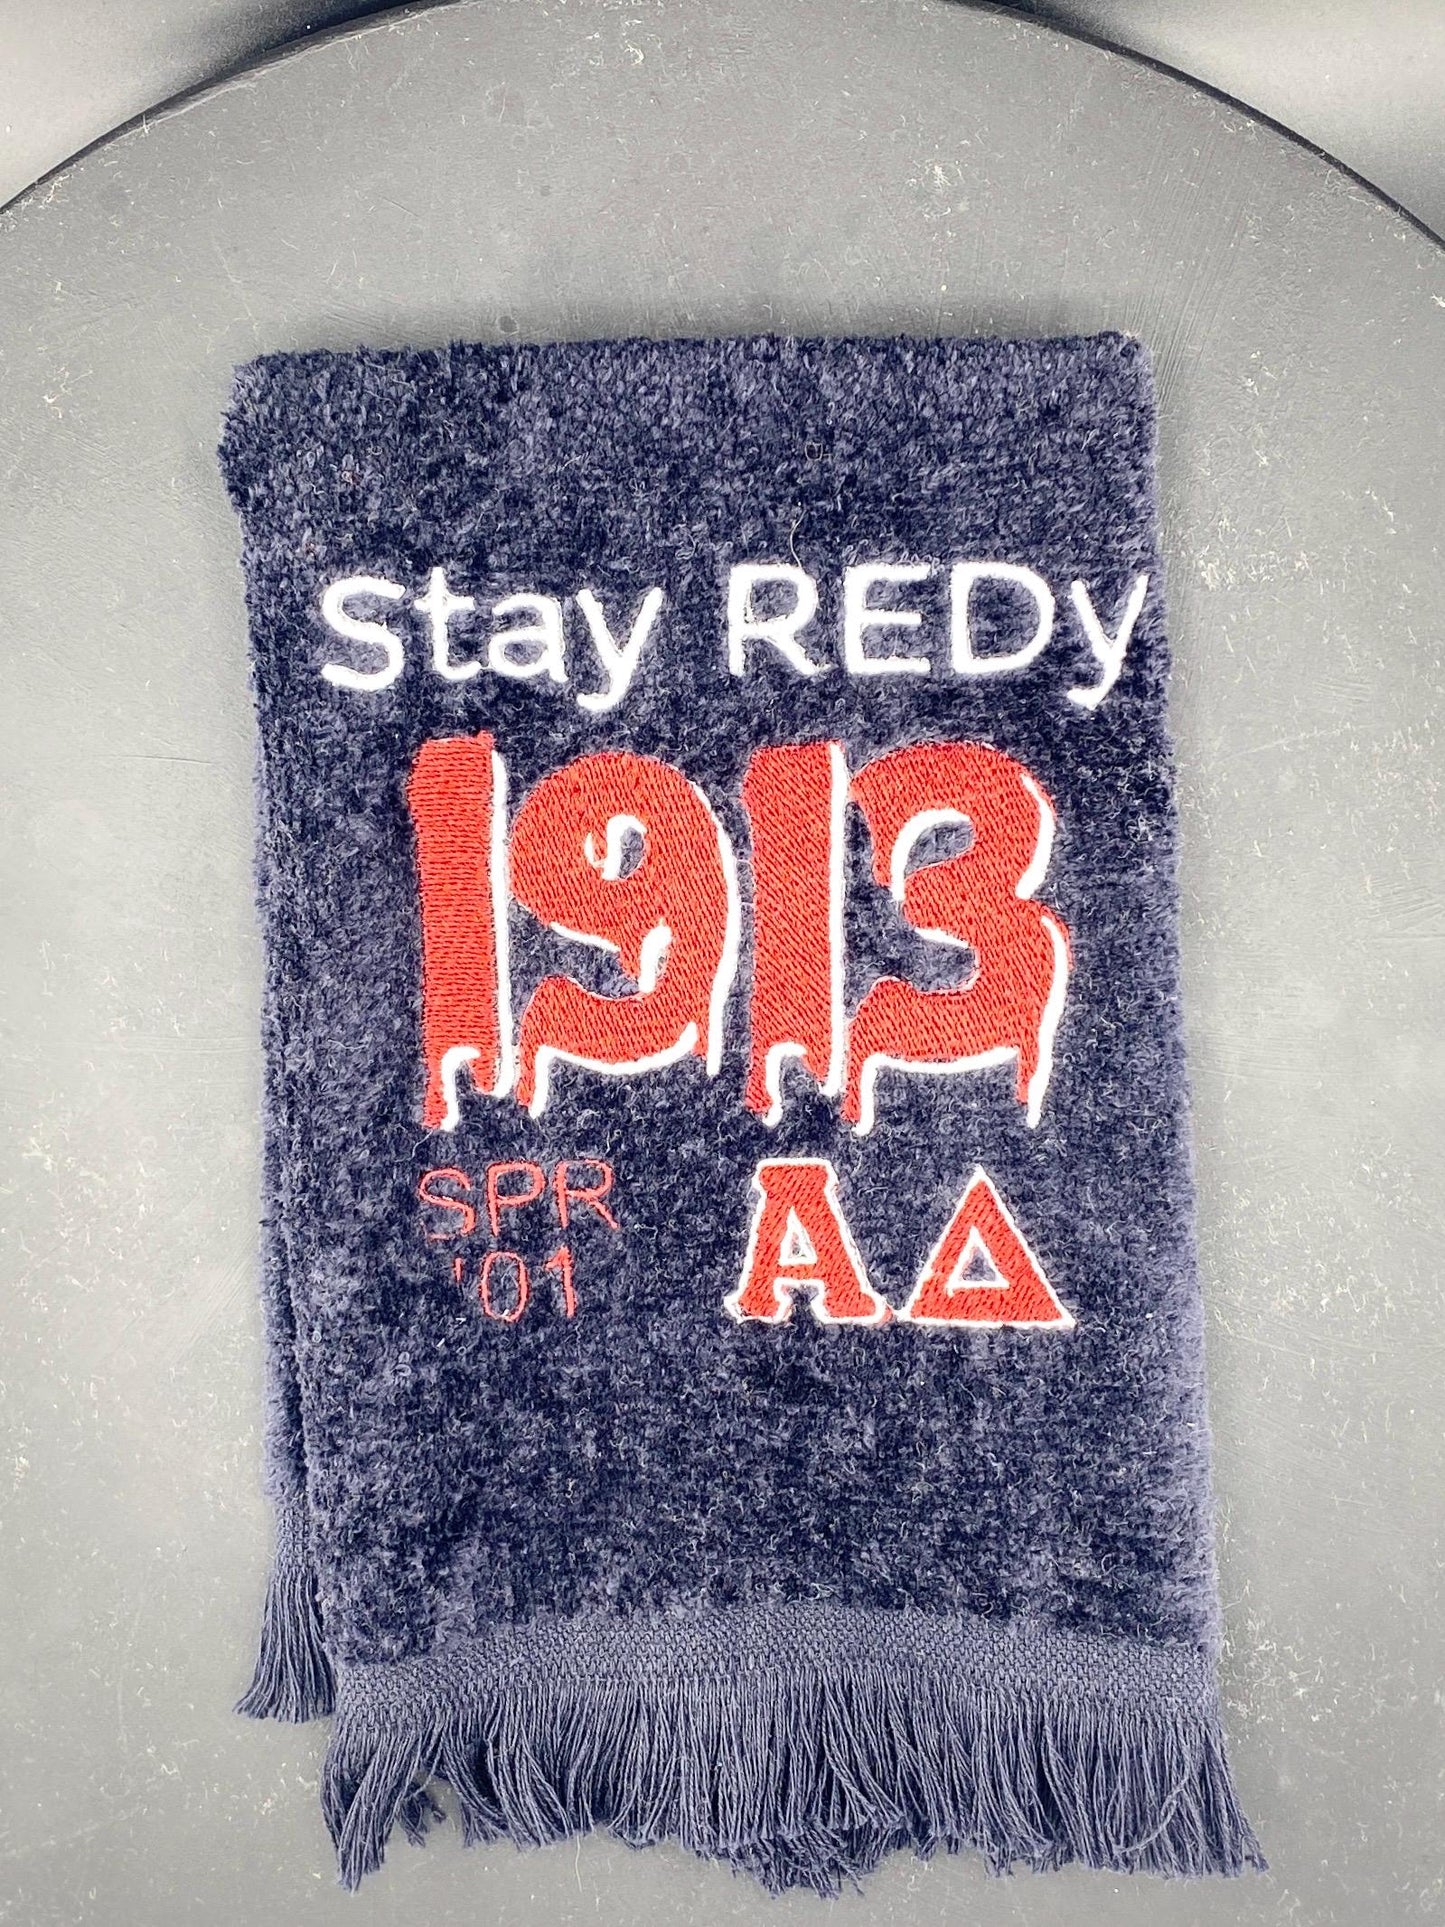 Stay REDy
1913
SPR
'01
ΑΔ